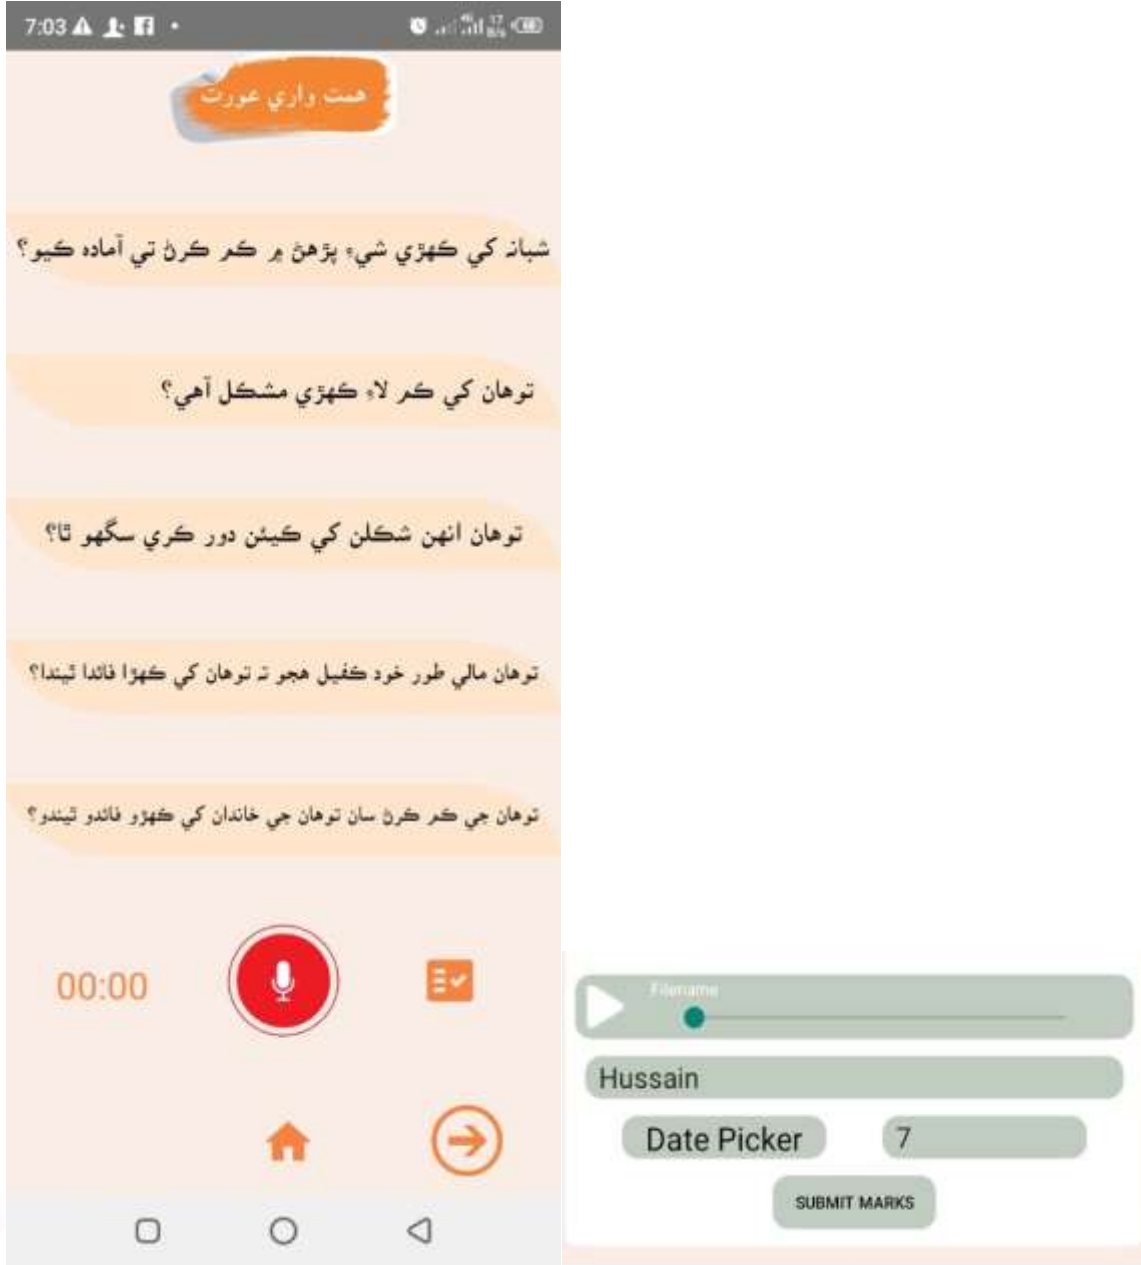 7:03
همت واري عورت
شبانہ کي ڪهڙي شيءِ پڙهڻ ۾ ڪم ڪرڻ تي آماده ڪيو؟
توهان کي ڪم لاءِ ڪهڙي مشڪل آهي؟
توهان انهن شڪلن کي ڪيئن دور ڪري سگهو ٿا؟
توهان مالي طور خود ڪفيل هجو تہ توهان کي ڪهڙا فائدا ٿيندا؟
توهان جي ڪم ڪرڻ سان توهان جي خاندان کي ڪهڙو فائدو ٿيندو؟
00:00
Filename
Hussain
Date Picker
7
SUBMIT MARKS